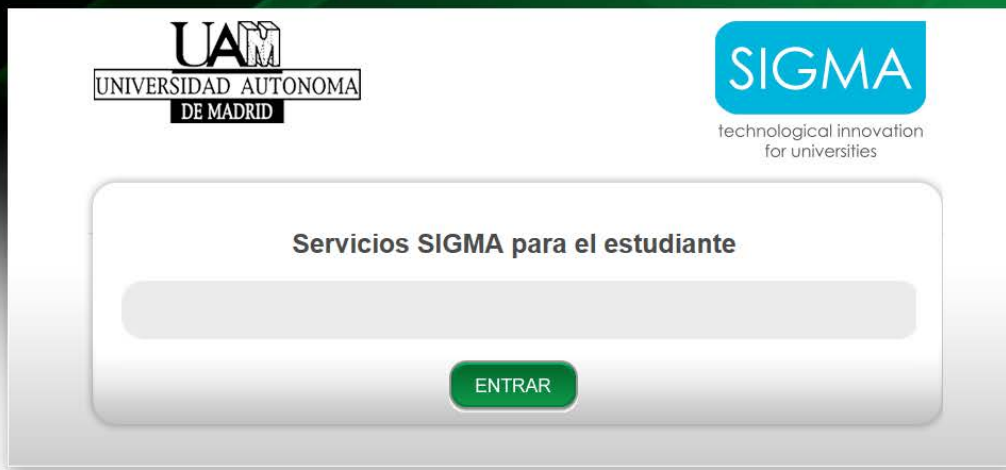 UAM
UNIVERSIDAD AUTONOMA
DE MADRID
SIGMA
technological innovation
for universities
Servicios SIGMA para el estudiante
ENTRAR